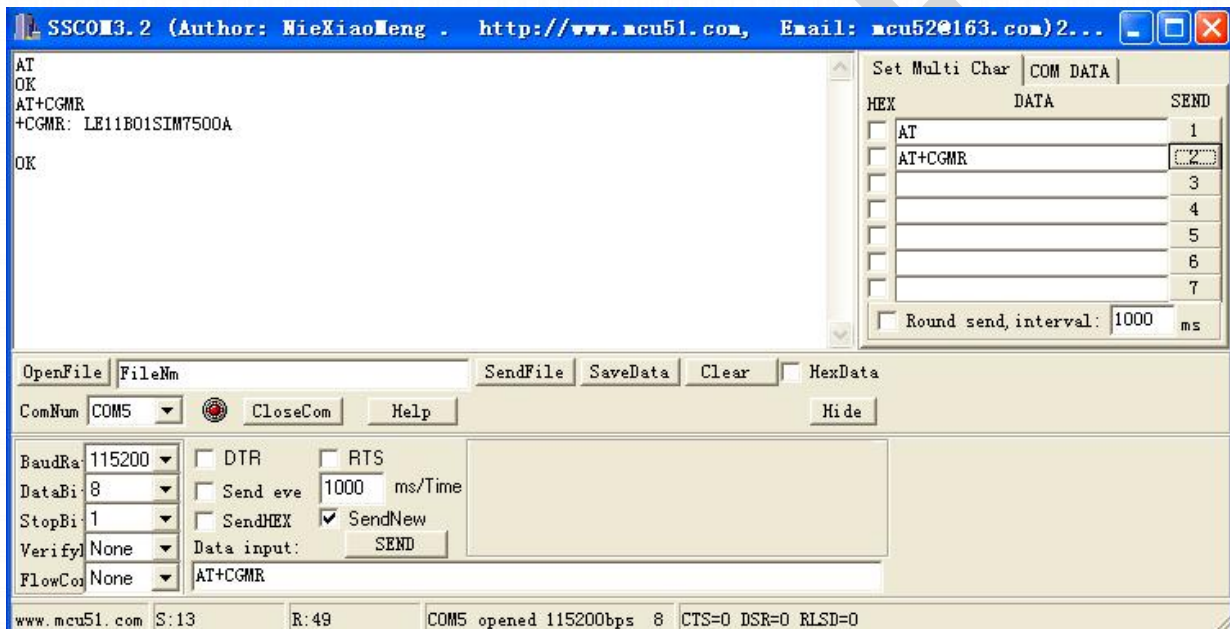 SSCOM3.2 (Author: NieXiaoMeng .  http://www.mcu51.com,  Email: mcu52@163.com)2...
AT
OK
AT+CGMR
+CGMR: LE11B01SIM7500A
OK
Set Multi Char
COM DATA
HEX DATA SEND
AT 1
AT+CGMR 2
3
4
5
6
7
Round send,interval: 1000 ms
OpenFile FileNm SendFile SaveData Clear HexData
ComNum COM5 CloseCom Help Hide
BaudRa 115200 DTR RTS
DataBi 8 Send eve 1000 ms/Time
StopBi 1 SendHEX SendNew
Verify None Data input: SEND
FlowCo None AT+CGMR
www.mcu51.com S:13 R:49 COM5 opened 115200bps 8 CTS=0 DSR=0 RLSD=0